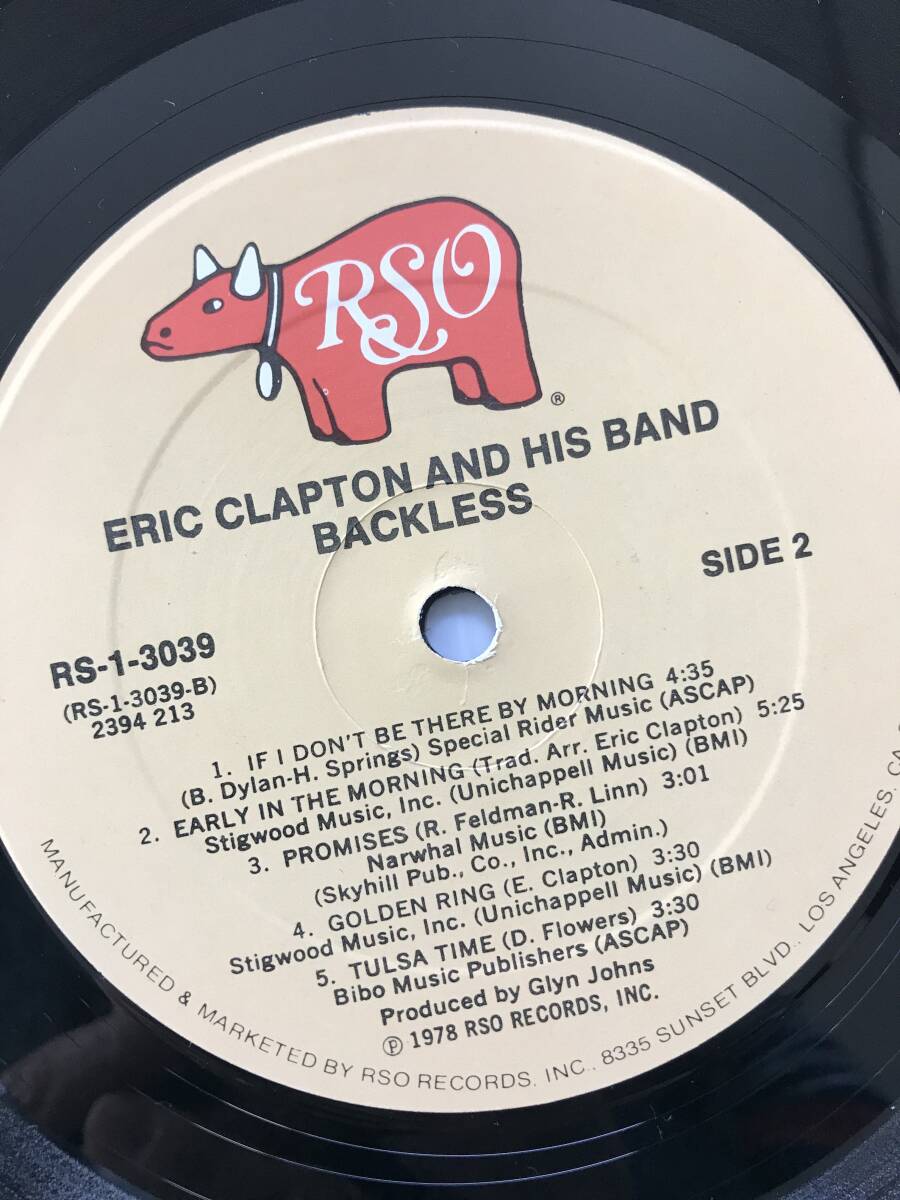 RSO
®
ERIC CLAPTON AND HIS BAND
BACKLESS
SIDE 2
RS-1-3039
(RS-1-3039-B)
2394 213
1. IF I DON'T BE THERE BY MORNING 4:35
(B. Dylan-H. Springs) Special Rider Music (ASCAP)
2. EARLY IN THE MORNING (Trad. Arr. Eric Clapton) 5:25
Stigwood Music, Inc. (Unichappell Music) (BMI)
3. PROMISES (R. Feldman-R. Linn) 3:01
Narwhal Music (BMI)
(Skyhill Pub., Co., Inc., Admin.)
4. GOLDEN RING (E. Clapton) 3:30
Stigwood Music, Inc. (Unichappell Music) (BMI)
5. TULSA TIME (D. Flowers) 3:30
Bibo Music Publishers (ASCAP)
Produced by Glyn Johns
℗ 1978 RSO RECORDS, INC.
MANUFACTURED & MARKETED BY RSO RECORDS, INC., 8335 SUNSET BLVD., LOS ANGELES, CA.